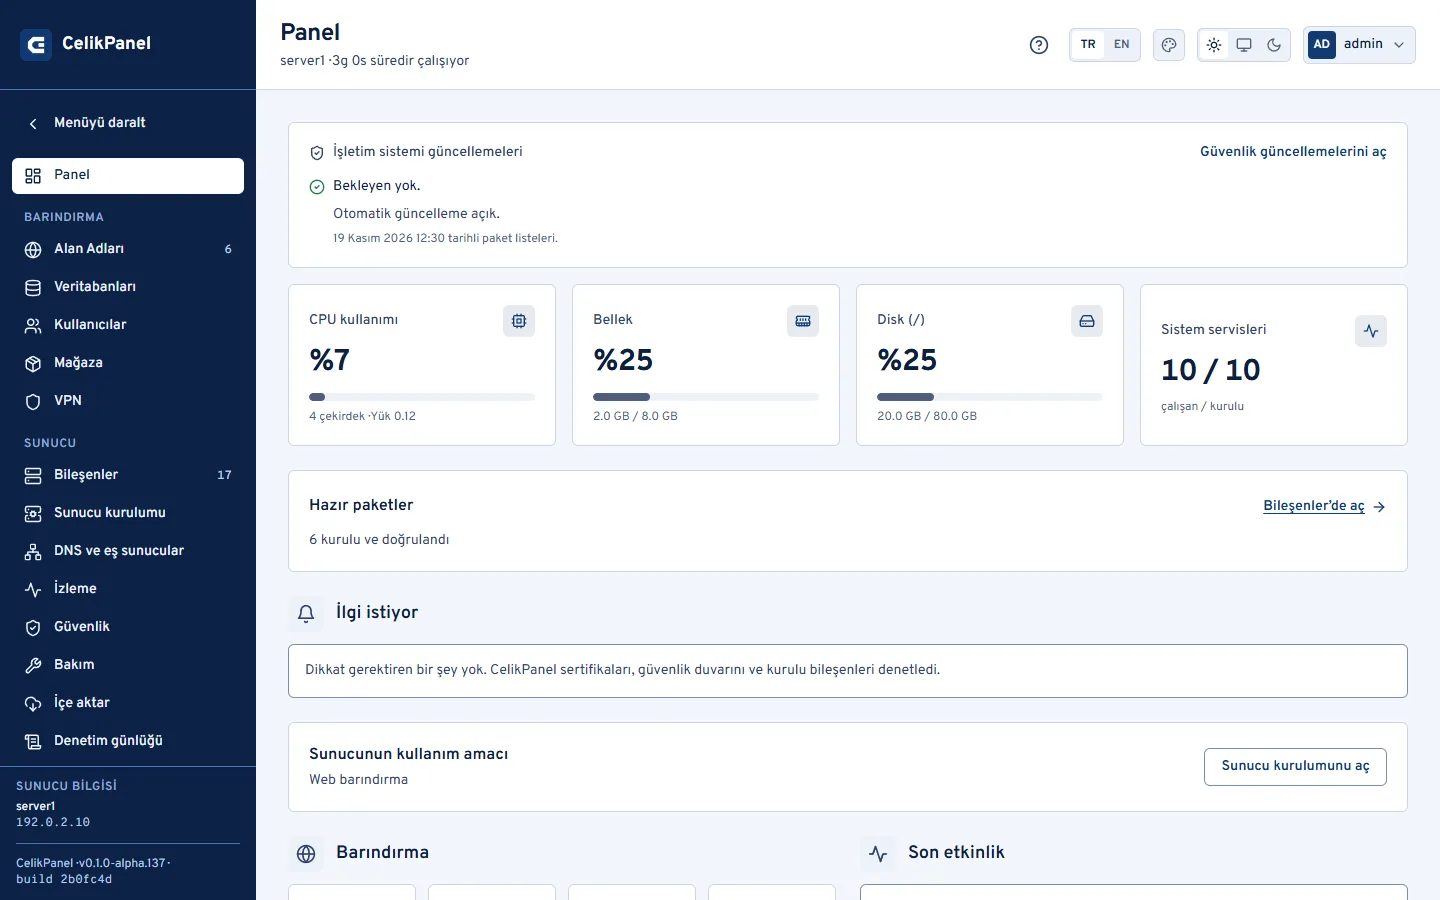 CelikPanel
Menüyü daralt
Panel
BARINDIRMA
Alan Adları 6
Veritabanları
Kullanıcılar
Mağaza
VPN
SUNUCU
Bileşenler 17
Sunucu kurulumu
DNS ve eş sunucular
İzleme
Güvenlik
Bakım
İçe aktar
Denetim günlüğü
SUNUCU BİLGİSİ
server1
192.0.2.10
CelikPanel ·v0.1.0-alpha.137·
build 2b0fc4d
Panel
server1 ·3g 0s süredir çalışıyor
TR EN
AD admin
İşletim sistemi güncellemeleri
Güvenlik güncellemelerini aç
Bekleyen yok.
Otomatik güncelleme açık.
19 Kasım 2026 12:30 tarihli paket listeleri.
CPU kullanımı
%7
4 çekirdek ·Yük 0.12
Bellek
%25
2.0 GB / 8.0 GB
Disk (/)
%25
20.0 GB / 80.0 GB
Sistem servisleri
10 / 10
çalışan / kurulu
Hazır paketler
Bileşenler’de aç
6 kurulu ve doğrulandı
İlgi istiyor
Dikkat gerektiren bir şey yok. CelikPanel sertifikaları, güvenlik duvarını ve kurulu bileşenleri denetledi.
Sunucunun kullanım amacı
Web barındırma
Sunucu kurulumunu aç
Barındırma
Son etkinlik